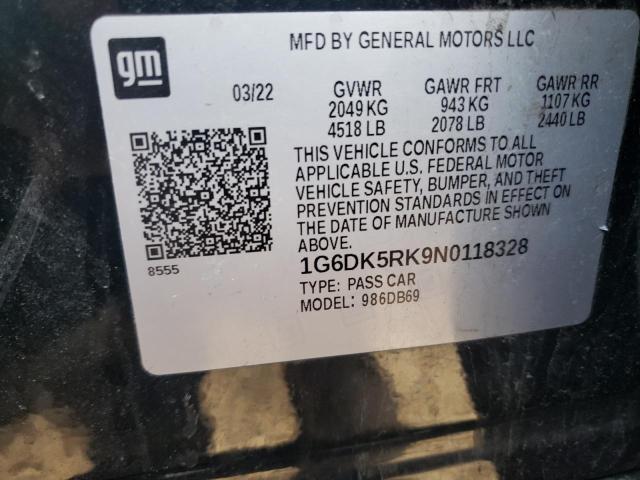 gm
MFD BY GENERAL MOTORS LLC
03/22 GVWR GAWR FRT GAWR RR
2049 KG 943 KG 1107 KG
4518 LB 2078 LB 2440 LB
THIS VEHICLE CONFORMS TO ALL
APPLICABLE U.S. FEDERAL MOTOR
VEHICLE SAFETY, BUMPER, AND THEFT
PREVENTION STANDARDS IN EFFECT ON
THE DATE OF MANUFACTURE SHOWN
ABOVE.
8555
1G6DK5RK9N0118328
TYPE: PASS CAR
MODEL: 986DB69